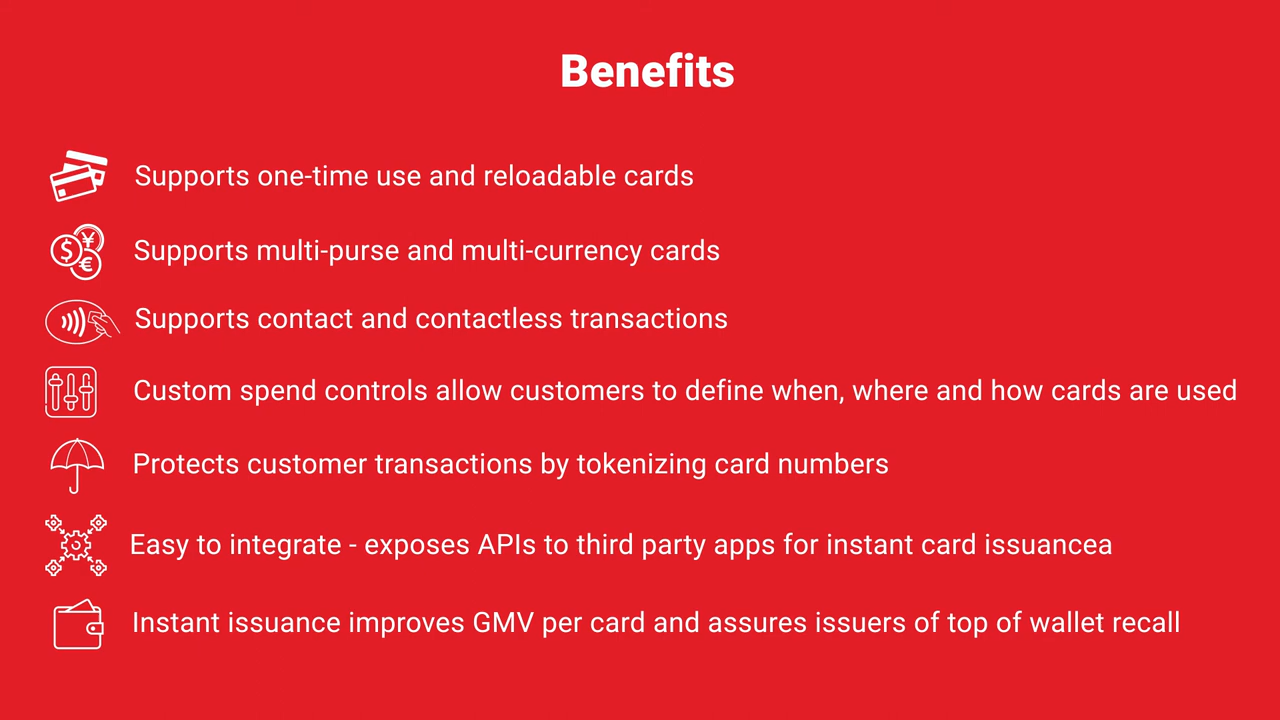 Benefits
Supports one-time use and reloadable cards
$ ¥ €
Supports multi-purse and multi-currency cards
Supports contact and contactless transactions
Custom spend controls allow customers to define when, where and how cards are used
Protects customer transactions by tokenizing card numbers
Easy to integrate - exposes APIs to third party apps for instant card issuancea
Instant issuance improves GMV per card and assures issuers of top of wallet recall